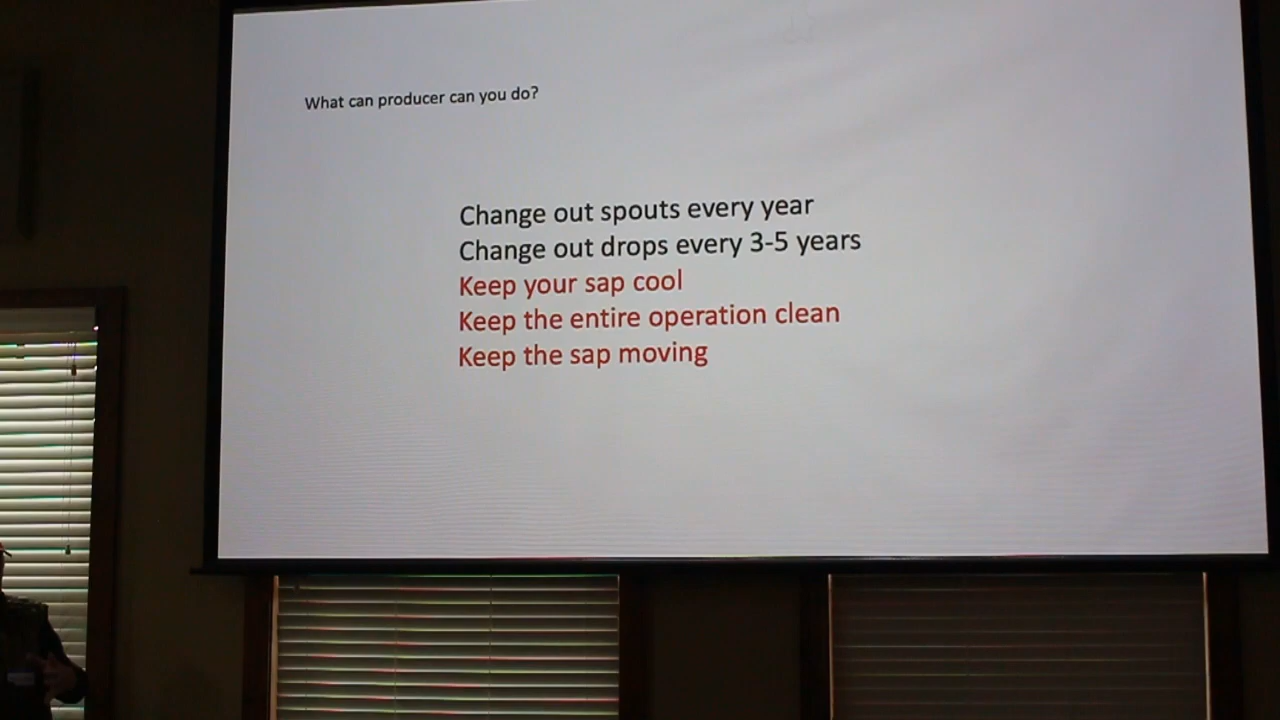 What can producer can you do?
Change out spouts every year
Change out drops every 3-5 years
Keep your sap cool
Keep the entire operation clean
Keep the sap moving